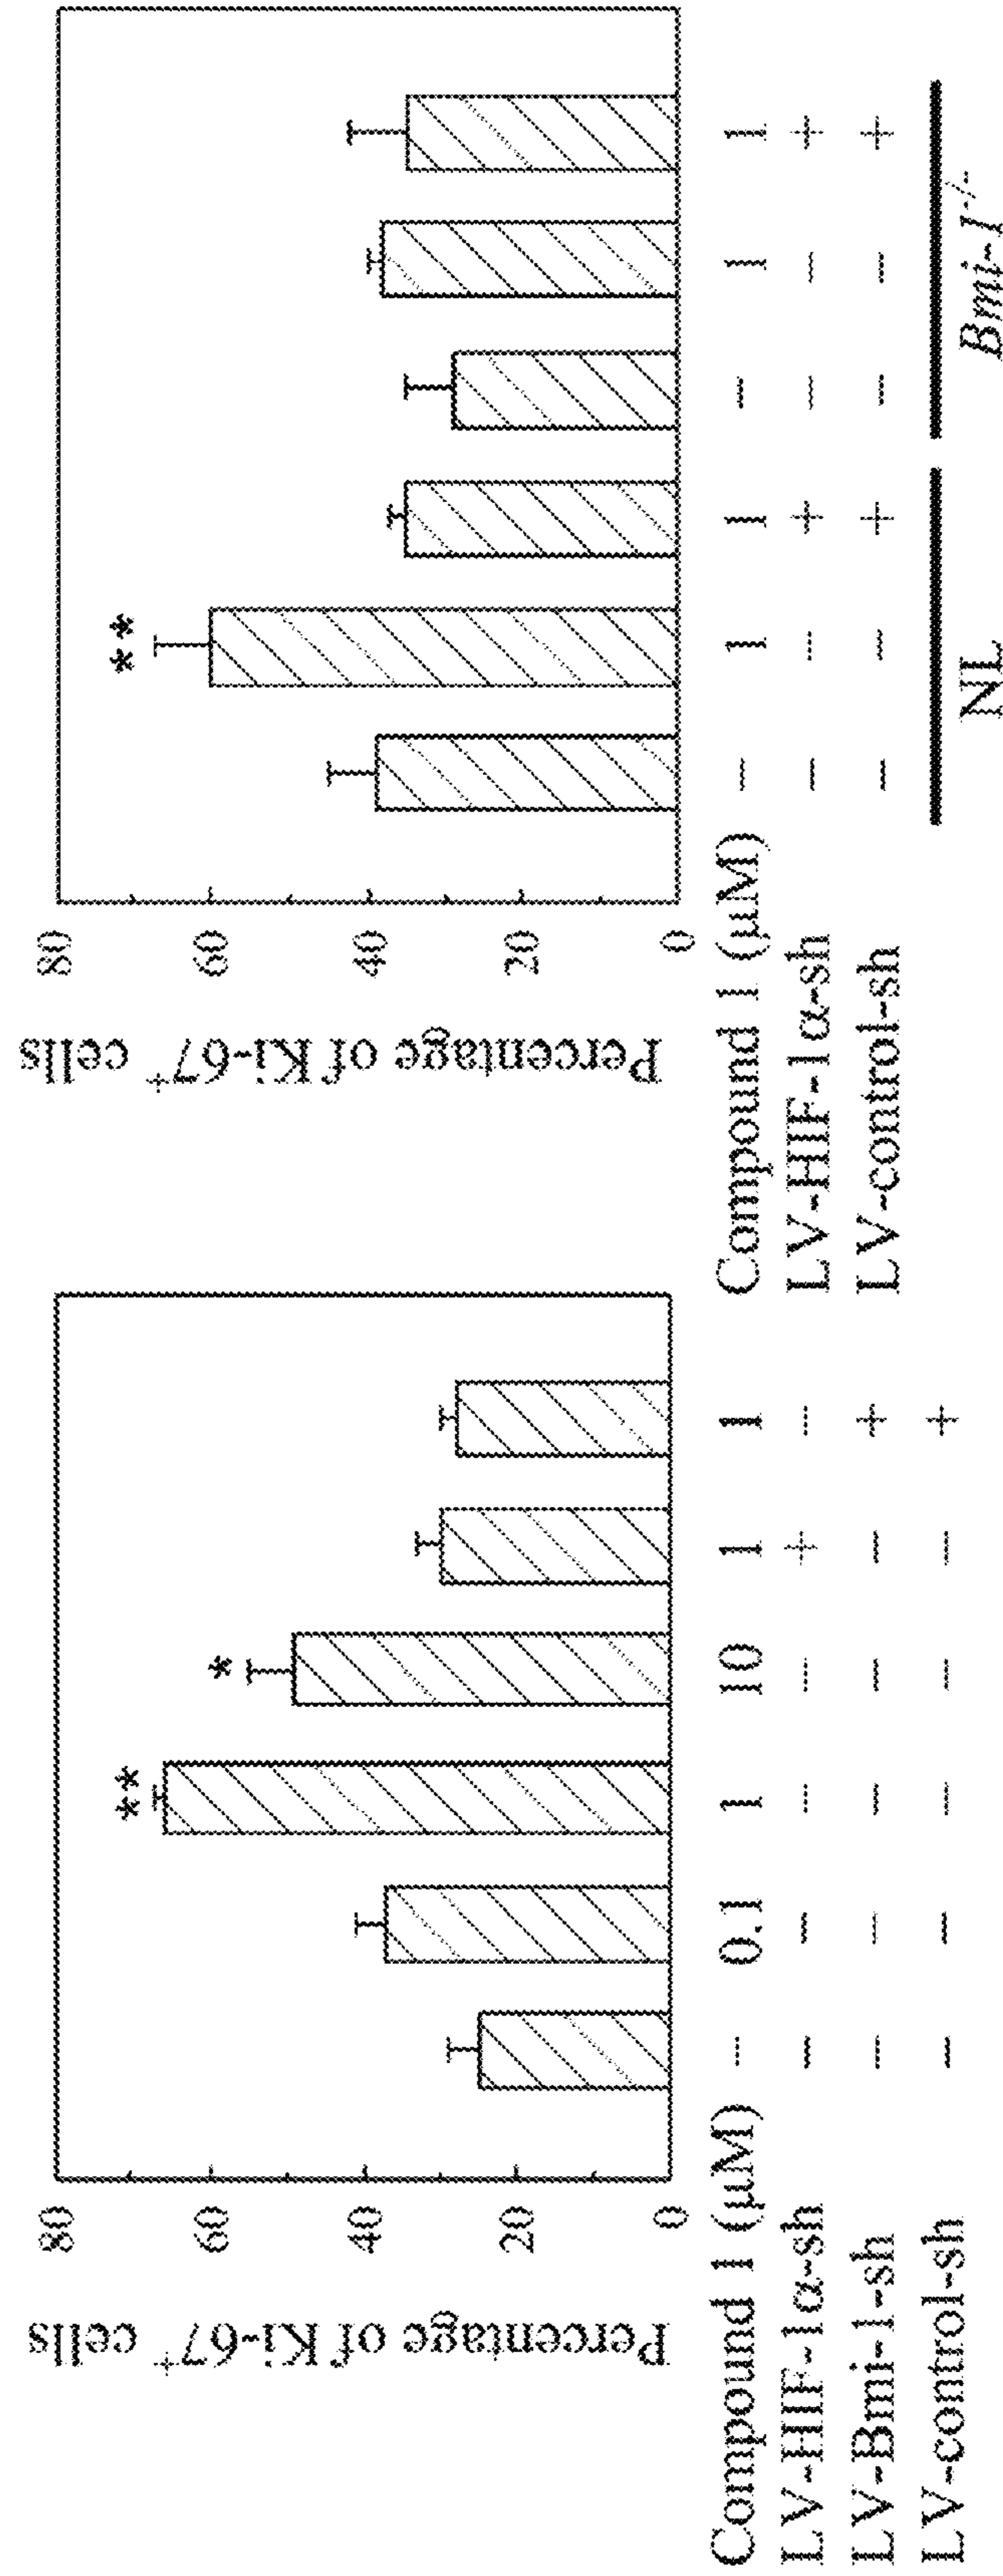 Percentage of Ki-67+ cells
80
60
40
20
0
**
*
Compound 1 (μM) – 0.1 1 10 1 1
LV-HIF-1α-sh – – – – + –
LV-Bmi-1-sh – – – – – +
LV-control-sh – – – – – +
Percentage of Ki-67+ cells
80
60
40
20
0
**
Compound 1 (μM) – 1 1 – 1 1
LV-HIF-1α-sh – – + – – +
LV-control-sh – – + – – +
NL Bmi-1-/-